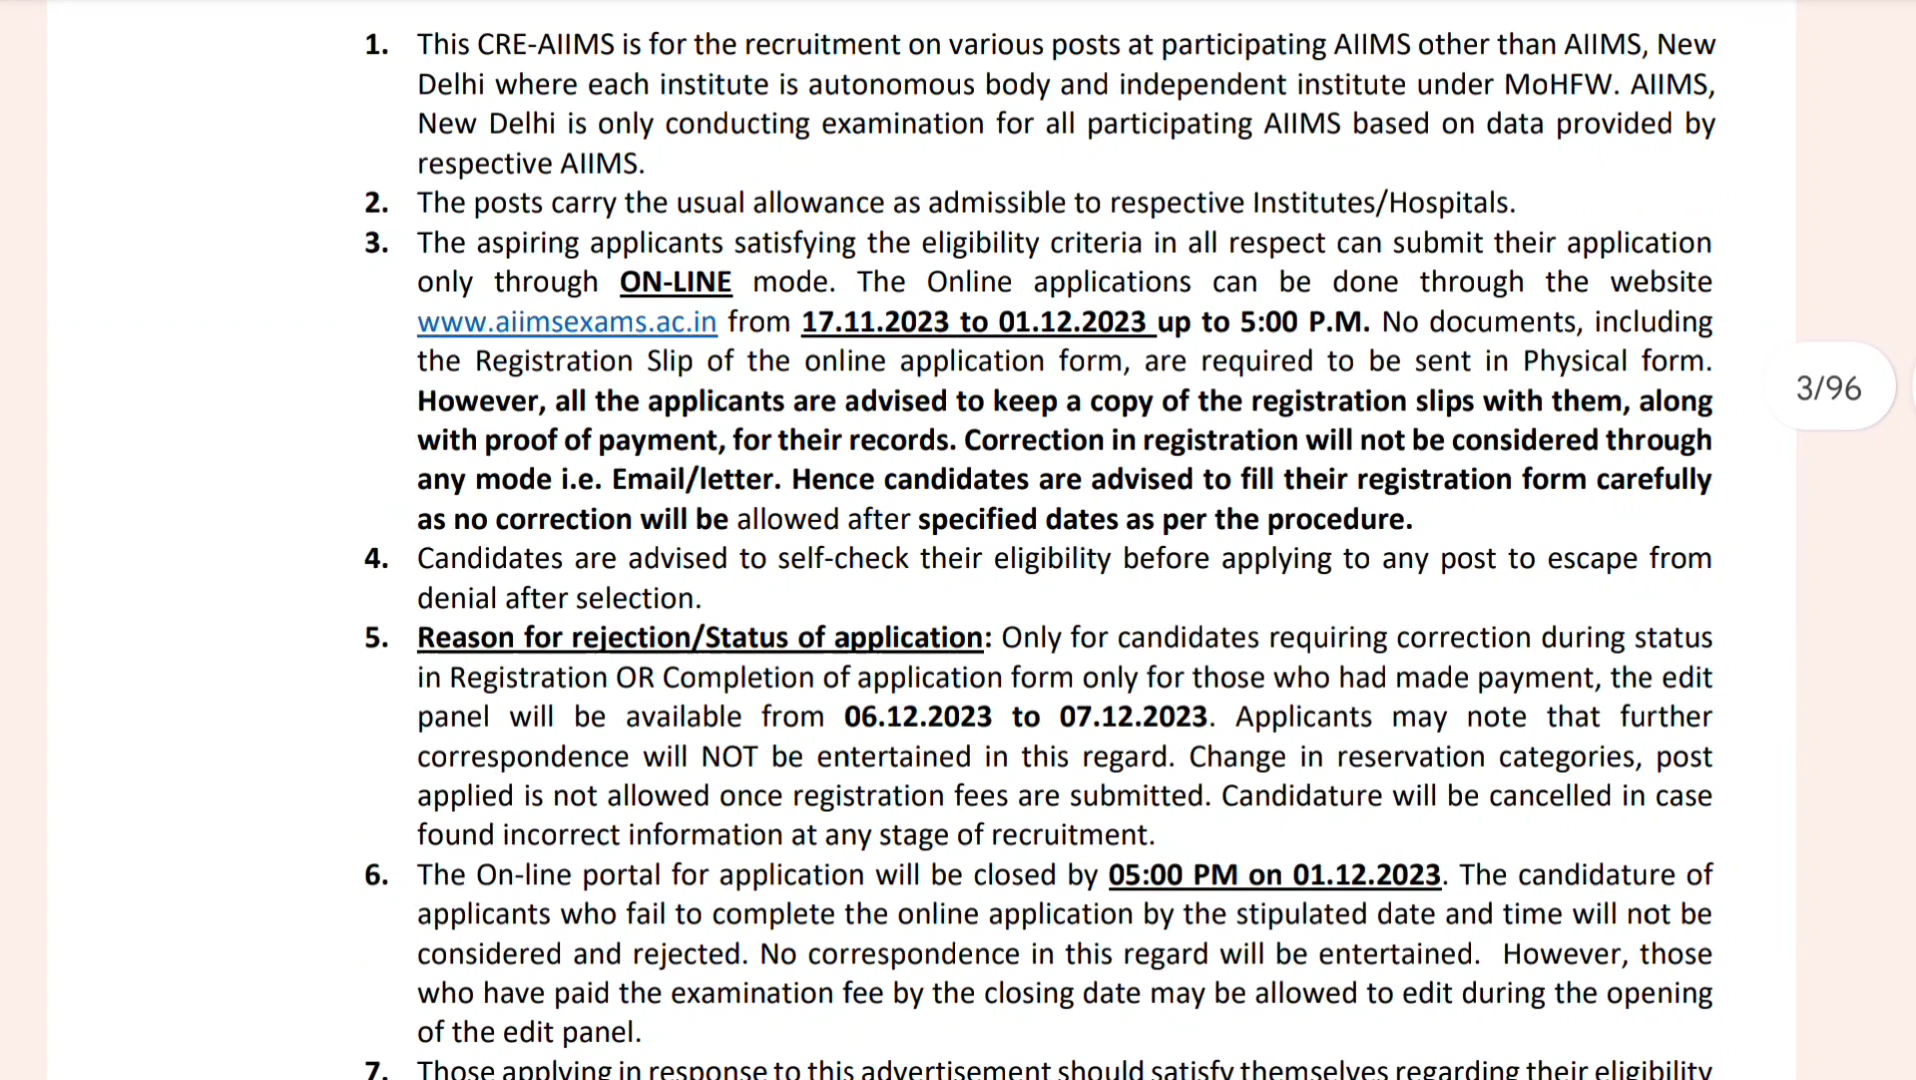 1. This CRE-AIIMS is for the recruitment on various posts at participating AIIMS other than AIIMS, New
Delhi where each institute is autonomous body and independent institute under MoHFW. AIIMS,
New Delhi is only conducting examination for all participating AIIMS based on data provided by
respective AIIMS.
2. The posts carry the usual allowance as admissible to respective Institutes/Hospitals.
3. The aspiring applicants satisfying the eligibility criteria in all respect can submit their application
only through ON-LINE mode. The Online applications can be done through the website
www.aiimsexams.ac.in from 17.11.2023 to 01.12.2023 up to 5:00 P.M. No documents, including
the Registration Slip of the online application form, are required to be sent in Physical form.
However, all the applicants are advised to keep a copy of the registration slips with them, along
with proof of payment, for their records. Correction in registration will not be considered through
any mode i.e. Email/letter. Hence candidates are advised to fill their registration form carefully
as no correction will be allowed after specified dates as per the procedure.
4. Candidates are advised to self-check their eligibility before applying to any post to escape from
denial after selection.
5. Reason for rejection/Status of application: Only for candidates requiring correction during status
in Registration OR Completion of application form only for those who had made payment, the edit
panel will be available from 06.12.2023 to 07.12.2023. Applicants may note that further
correspondence will NOT be entertained in this regard. Change in reservation categories, post
applied is not allowed once registration fees are submitted. Candidature will be cancelled in case
found incorrect information at any stage of recruitment.
6. The On-line portal for application will be closed by 05:00 PM on 01.12.2023. The candidature of
applicants who fail to complete the online application by the stipulated date and time will not be
considered and rejected. No correspondence in this regard will be entertained. However, those
who have paid the examination fee by the closing date may be allowed to edit during the opening
of the edit panel.
7. Those applying in response to this advertisement should satisfy themselves regarding their eligibility
3/96